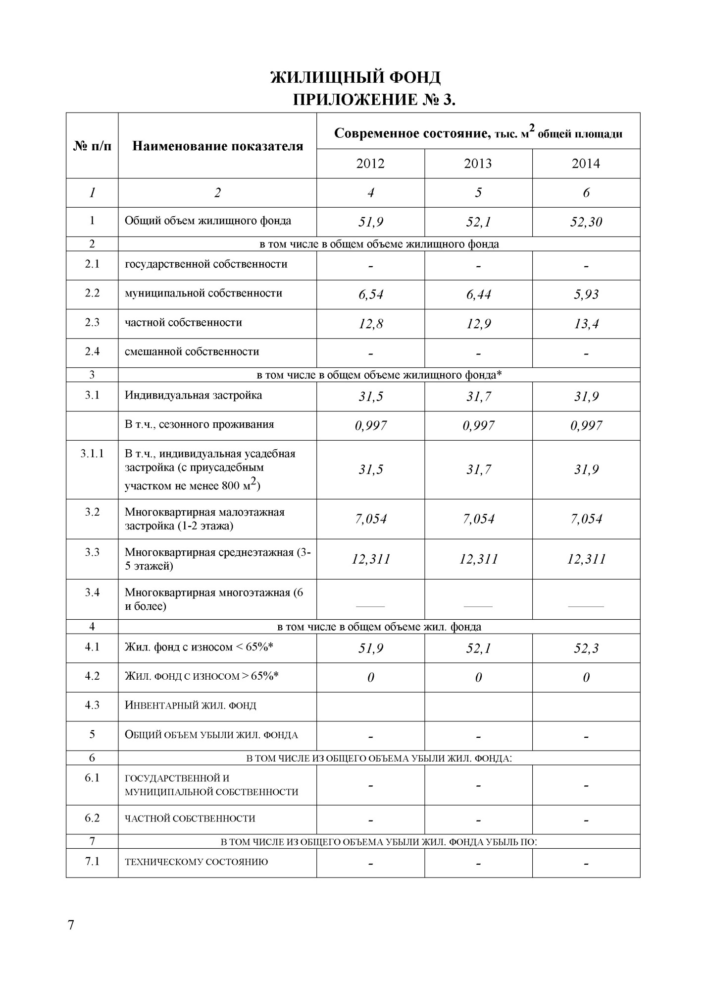 ЖИЛИЩНЫЙ ФОНД
ПРИЛОЖЕНИЕ № 3.
№ п/п Наименование показателя Современное состояние, тыс. м² общей площади
2012 2013 2014
1 2 4 5 6
1 Общий объем жилищного фонда 51,9 52,1 52,30
2 в том числе в общем объеме жилищного фонда
2.1 государственной собственности - - -
2.2 муниципальной собственности 6,54 6,44 5,93
2.3 частной собственности 12,8 12,9 13,4
2.4 смешанной собственности - - -
3 в том числе в общем объеме жилищного фонда*
3.1 Индивидуальная застройка 31,5 31,7 31,9
В т.ч., сезонного проживания 0,997 0,997 0,997
3.1.1 В т.ч., индивидуальная усадебная
застройка (с приусадебным
участком не менее 800 м²) 31,5 31,7 31,9
3.2 Многоквартирная малоэтажная
застройка (1-2 этажа) 7,054 7,054 7,054
3.3 Многоквартирная среднеэтажная (3-
5 этажей) 12,311 12,311 12,311
3.4 Многоквартирная многоэтажная (6
и более) ____ ____ _____
4 в том числе в общем объеме жил. фонда
4.1 Жил. фонд с износом < 65%* 51,9 52,1 52,3
4.2 ЖИЛ. ФОНД С ИЗНОСОМ > 65%* 0 0 0
4.3 ИНВЕНТАРНЫЙ ЖИЛ. ФОНД
5 ОБЩИЙ ОБЪЕМ УБЫЛИ ЖИЛ. ФОНДА - - -
6 В ТОМ ЧИСЛЕ ИЗ ОБЩЕГО ОБЪЕМА УБЫЛИ ЖИЛ. ФОНДА:
6.1 ГОСУДАРСТВЕННОЙ И
МУНИЦИПАЛЬНОЙ СОБСТВЕННОСТИ - - -
6.2 ЧАСТНОЙ СОБСТВЕННОСТИ - - -
7 В ТОМ ЧИСЛЕ ИЗ ОБЩЕГО ОБЪЕМА УБЫЛИ ЖИЛ. ФОНДА УБЫЛЬ ПО:
7.1 ТЕХНИЧЕСКОМУ СОСТОЯНИЮ - - -
7